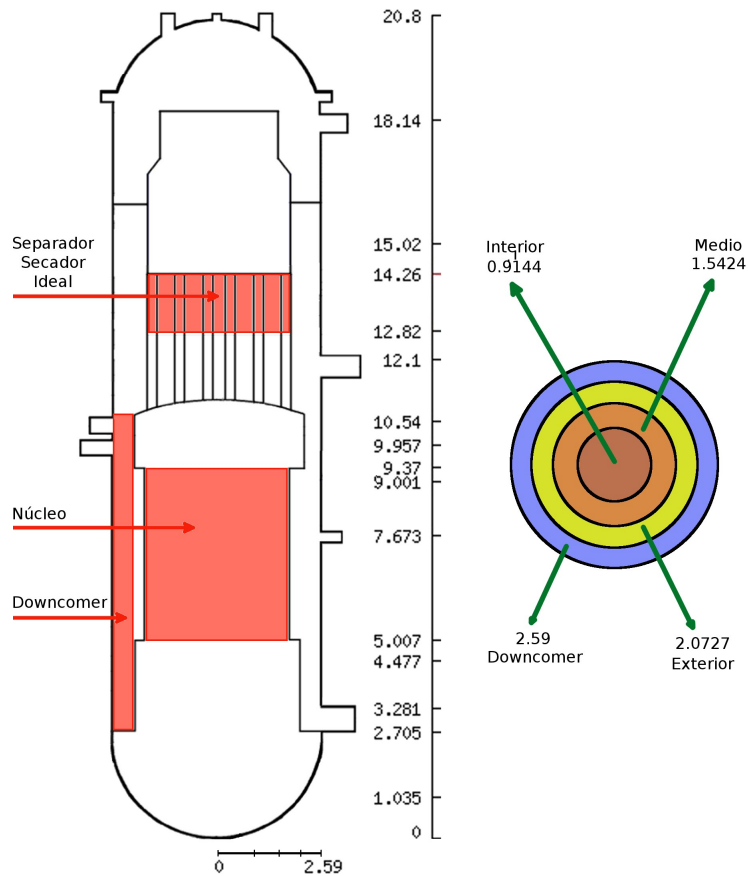 Separador
Secador
Ideal
Núcleo
Downcomer
20.8
18.14
15.02
14.26
12.82
12.1
10.54
9.957
9.37
9.001
7.673
5.007
4.477
3.281
2.705
1.035
0
0 2.59
Interior
0.9144
Medio
1.5424
2.59
Downcomer
2.0727
Exterior